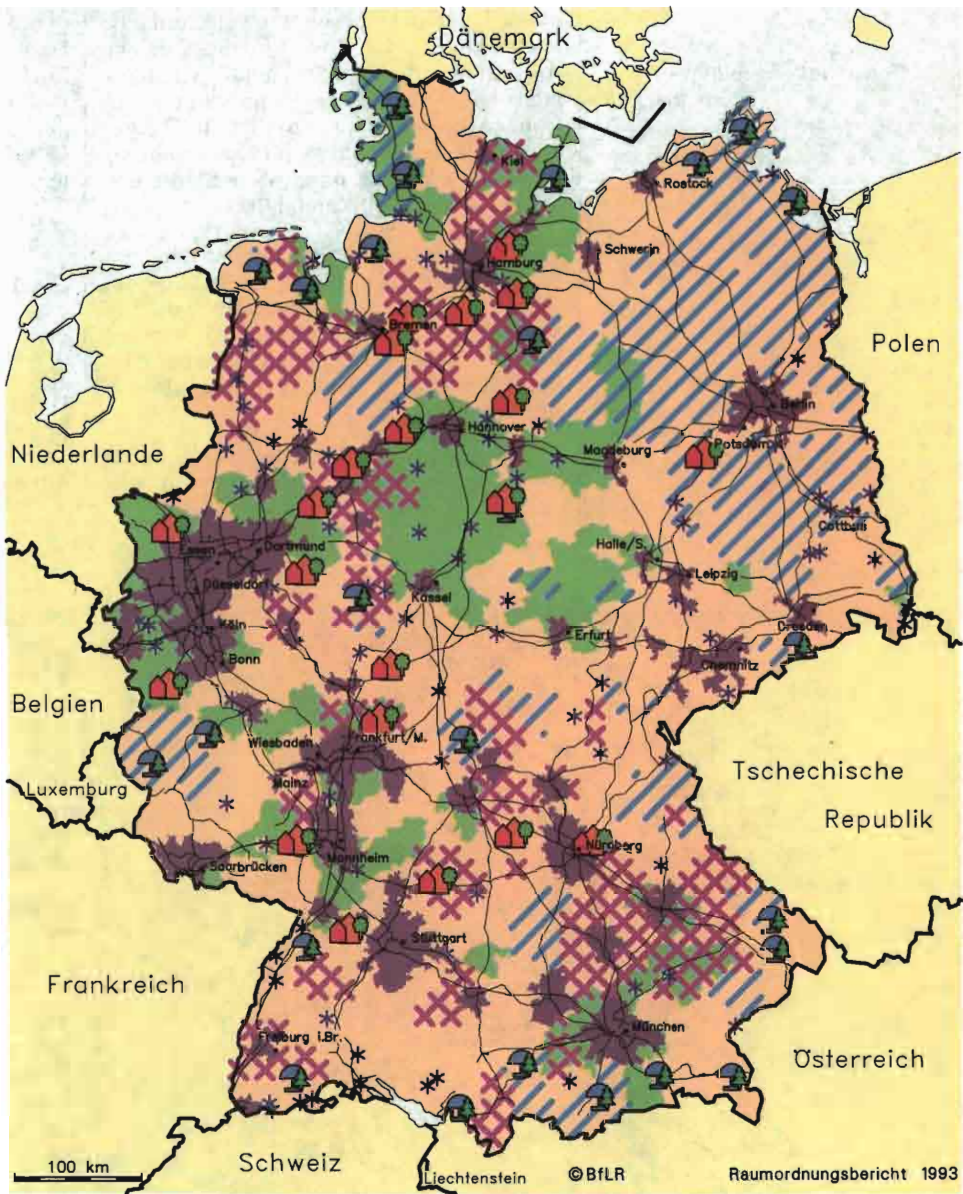 Dänemark
Kiel
Rostock
Schwerin
Hamburg
Bremen
Polen
Berlin
Hannover
Potsdam
Magdeburg
Niederlande
Cottbus
Essen
Dortmund
Halle/S.
Leipzig
Düsseldorf
Kassel
Köln
Erfurt
Dresden
Bonn
Chemnitz
Belgien
Wiesbaden
Frankfurt/M.
Mainz
Tschechische
Luxemburg
Republik
Nürnberg
Mannheim
Saarbrücken
Stuttgart
Frankreich
München
Freiburg i.Br.
Österreich
100 km
Schweiz
Liechtenstein
©BfLR
Raumordnungsbericht 1993